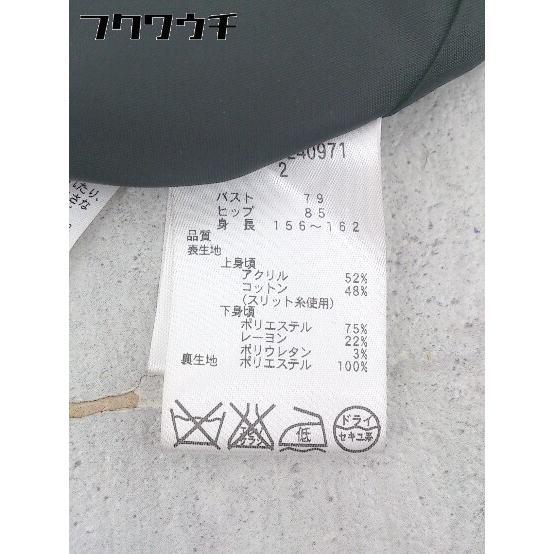 フクワウチ
240971
2
バスト 79
ヒップ 85
身長 156～162
品質
表生地
上身頃
アクリル 52%
コットン 48%
(スリット糸使用)
下身頃
ポリエステル 75%
レーヨン 22%
ポリウレタン 3%
裏生地 ポリエステル 100%
低
ドライ
セキユ系